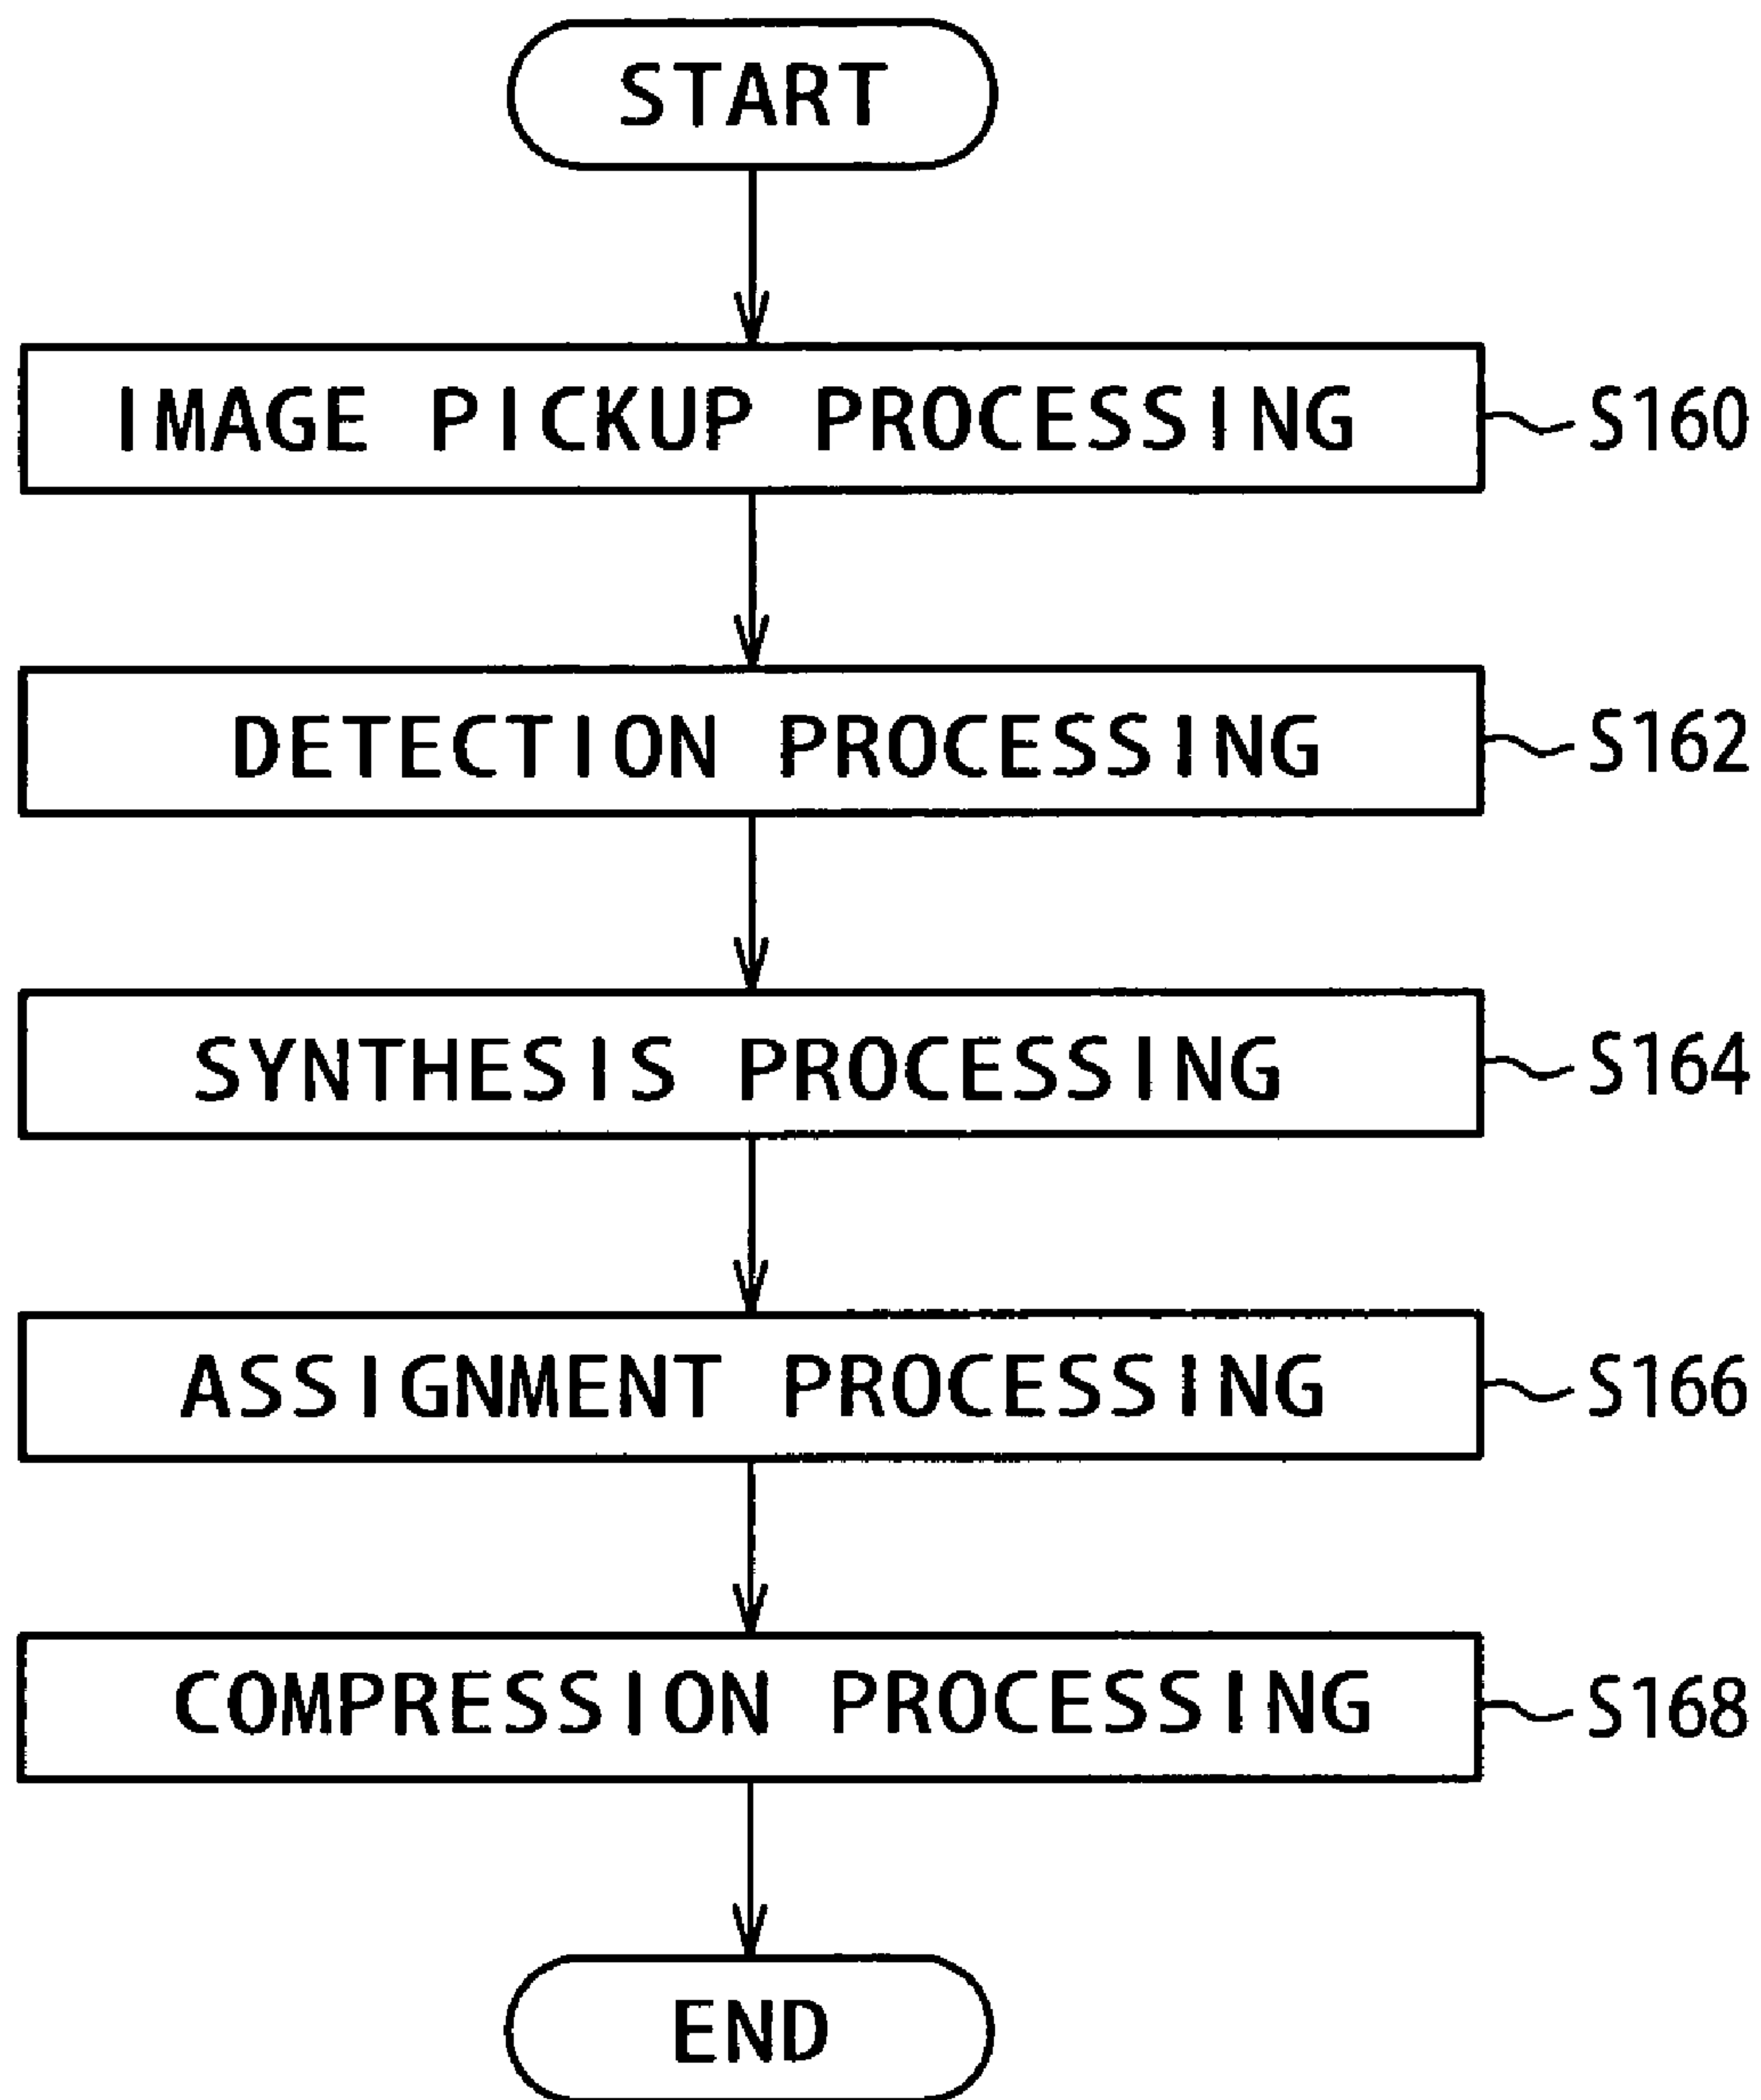 START
IMAGE PICKUP PROCESSING S160
DETECTION PROCESSING S162
SYNTHESIS PROCESSING S164
ASSIGNMENT PROCESSING S166
COMPRESSION PROCESSING S168
END